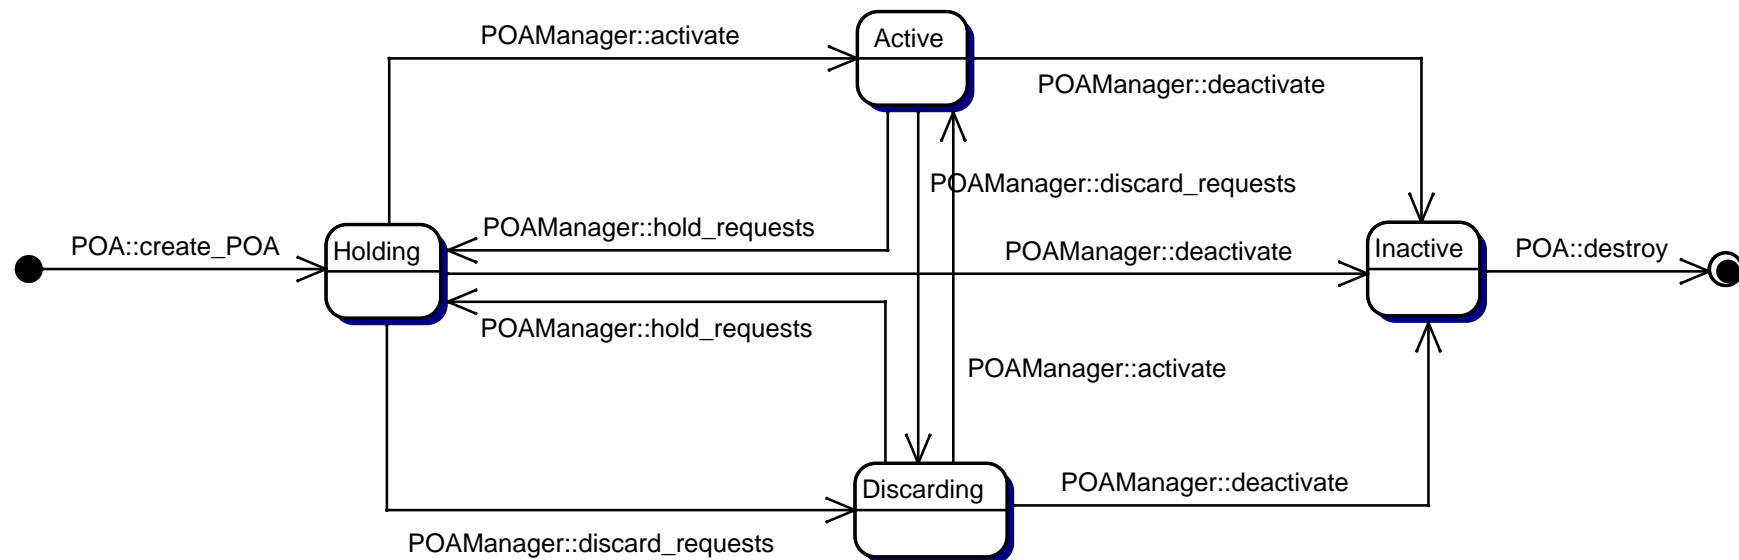 POAManager::activate
Active
POAManager::deactivate
POAManager::discard_requests
POAManager::hold_requests
POA::create_POA
Holding
POAManager::deactivate
Inactive
POA::destroy
POAManager::hold_requests
POAManager::activate
Discarding
POAManager::deactivate
POAManager::discard_requests